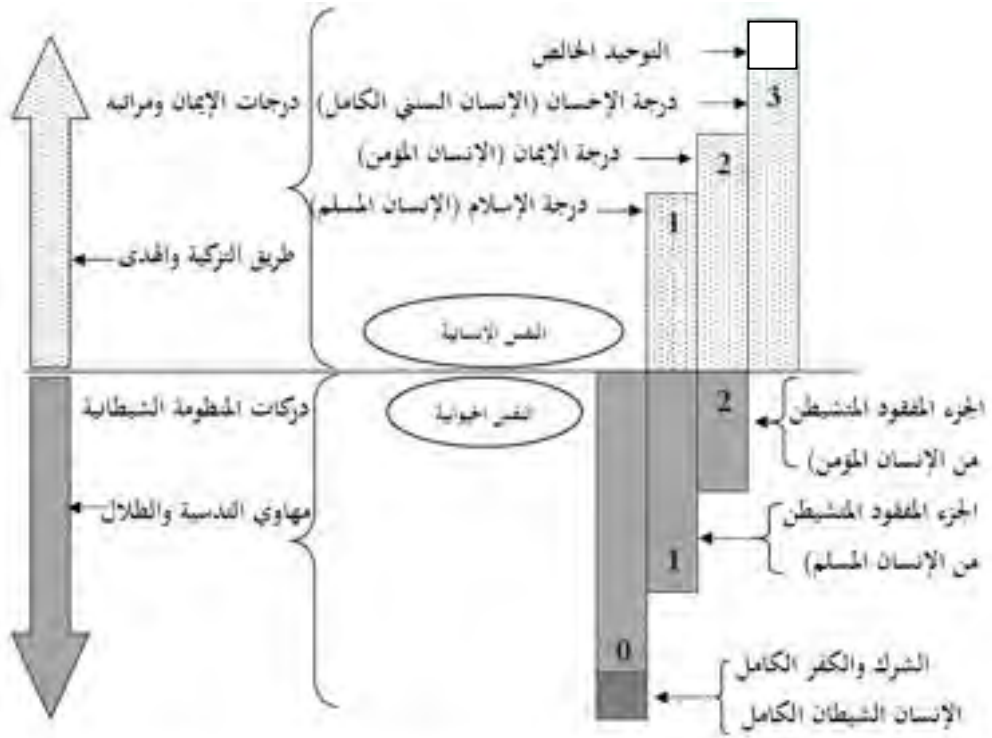 التوحيد الخالص
3
درجات الإيمان ومراتبه
درجة الإحسان (الإنسان السني الكامل)
درجة الإيمان (الإنسان المؤمن)
2
درجة الإسلام (الإنسان المسلم)
1
طريق التزكية والهدى
النفس الإنسانية
النفس الحيوانية
دركات المنظومة الشيطانية
2
الجزء المفقود المتشيطن
من الإنسان المؤمن)
مهاوي التدسية والظلال
الجزء المفقود المتشيطن
من الإنسان المسلم)
1
0
الشرك والكفر الكامل
الإنسان الشيطان الكامل